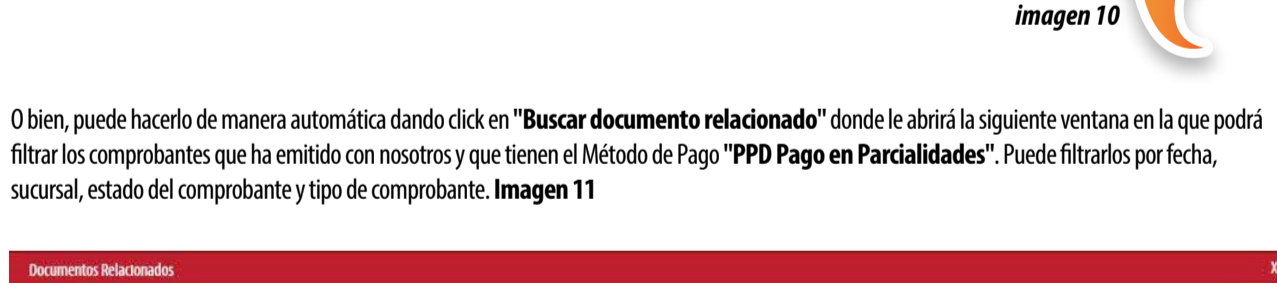 imagen 10
O bien, puede hacerlo de manera automática dando click en "Buscar documento relacionado" donde le abrirá la siguiente ventana en la que podrá
filtrar los comprobantes que ha emitido con nosotros y que tienen el Método de Pago "PPD Pago en Parcialidades". Puede filtrarlos por fecha,
sucursal, estado del comprobante y tipo de comprobante. Imagen 11
Documentos Relacionados X